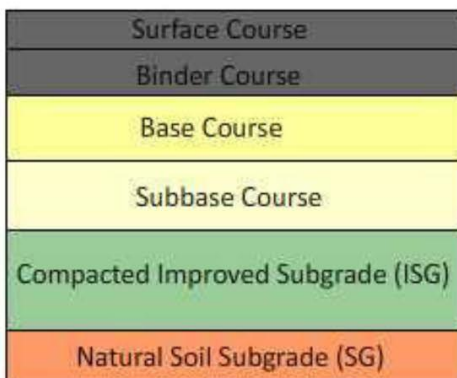 Surface Course
Binder Course
Base Course
Subbase Course
Compacted Improved Subgrade (ISG)
Natural Soil Subgrade (SG)